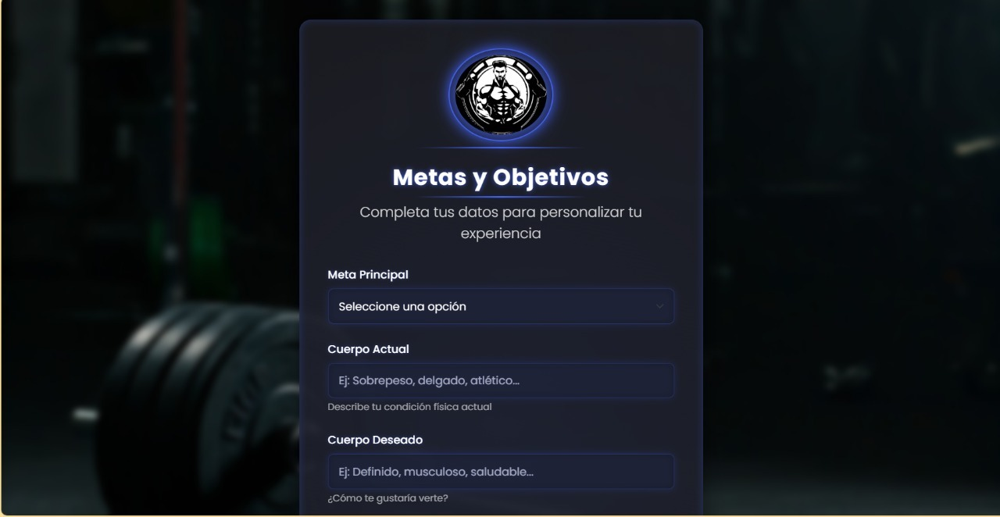 Metas y Objetivos
Completa tus datos para personalizar tu
experiencia
Meta Principal
Seleccione una opción
Cuerpo Actual
Ej: Sobrepeso, delgado, atlético...
Describe tu condición física actual
Cuerpo Deseado
Ej: Definido, musculoso, saludable...
¿Cómo te gustaría verte?